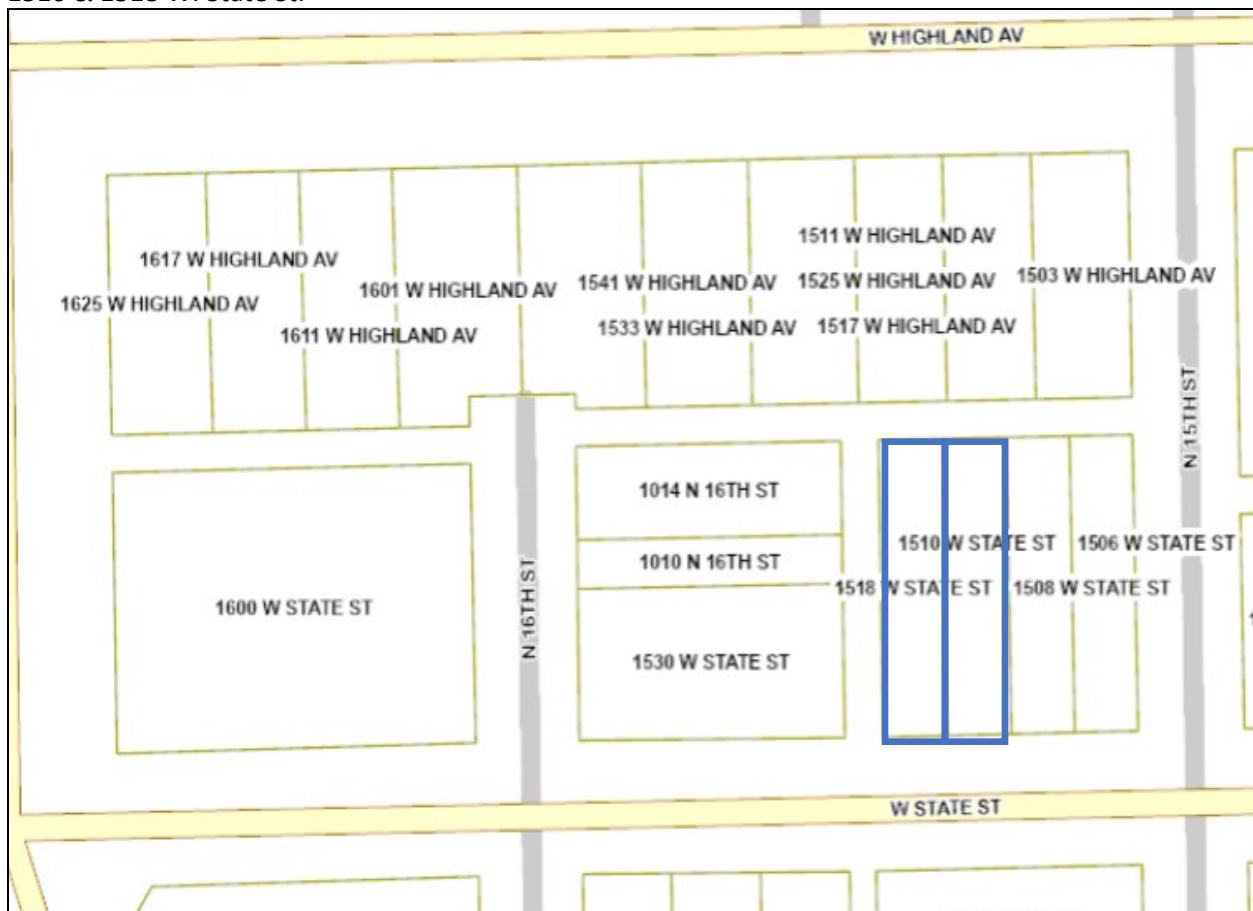 W HIGHLAND AV
1511 W HIGHLAND AV
1617 W HIGHLAND AV
1503 W HIGHLAND AV
1525 W HIGHLAND AV
1541 W HIGHLAND AV
1601 W HIGHLAND AV
1625 W HIGHLAND AV
1517 W HIGHLAND AV
1533 W HIGHLAND AV
1611 W HIGHLAND AV
N 15TH ST
1014 N 16TH ST
1510 W STATE ST
1506 W STATE ST
1010 N 16TH ST
1518 W STATE ST
1508 W STATE ST
1600 W STATE ST
N 16TH ST
1530 W STATE ST
W STATE ST